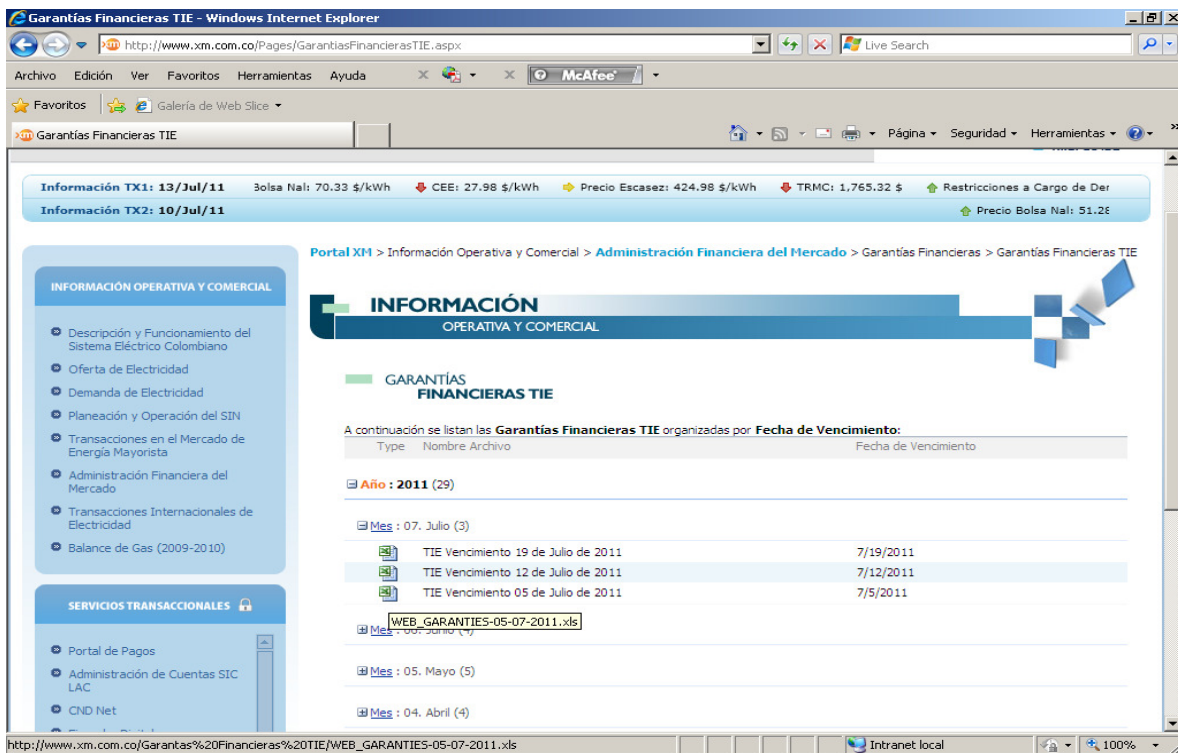 Garantías Financieras TIE - Windows Internet Explorer
http://www.xm.com.co/Pages/GarantiasFinancierasTIE.aspx
Live Search
Archivo Edición Ver Favoritos Herramientas Ayuda
McAfee
Favoritos
Galería de Web Slice
Garantías Financieras TIE
Página Seguridad Herramientas
Información TX1: 13/Jul/11 Bolsa Nal: 70.33 $/kWh CEE: 27.98 $/kWh Precio Escasez: 424.98 $/kWh TRMC: 1,765.32 $ Restricciones a Cargo de Der
Información TX2: 10/Jul/11 Precio Bolsa Nal: 51.28
Portal XM > Información Operativa y Comercial > Administración Financiera del Mercado > Garantías Financieras > Garantías Financieras TIE
INFORMACIÓN OPERATIVA Y COMERCIAL
Descripción y Funcionamiento del
Sistema Eléctrico Colombiano
Oferta de Electricidad
Demanda de Electricidad
Planeación y Operación del SIN
Transacciones en el Mercado de
Energía Mayorista
Administración Financiera del
Mercado
Transacciones Internacionales de
Electricidad
Balance de Gas (2009-2010)
SERVICIOS TRANSACCIONALES
Portal de Pagos
Administración de Cuentas SIC
LAC
CND Net
INFORMACIÓN
OPERATIVA Y COMERCIAL
GARANTÍAS
FINANCIERAS TIE
A continuación se listan las Garantías Financieras TIE organizadas por Fecha de Vencimiento:
Type Nombre Archivo Fecha de Vencimiento
Año : 2011 (29)
Mes : 07. Julio (3)
TIE Vencimiento 19 de Julio de 2011 7/19/2011
TIE Vencimiento 12 de Julio de 2011 7/12/2011
TIE Vencimiento 05 de Julio de 2011 7/5/2011
WEB_GARANTIES-05-07-2011.xls
Mes : 06. Junio (4)
Mes : 05. Mayo (5)
Mes : 04. Abril (4)
http://www.xm.com.co/Garantas%20Financieras%20TIE/WEB_GARANTIES-05-07-2011.xls
Intranet local
100%